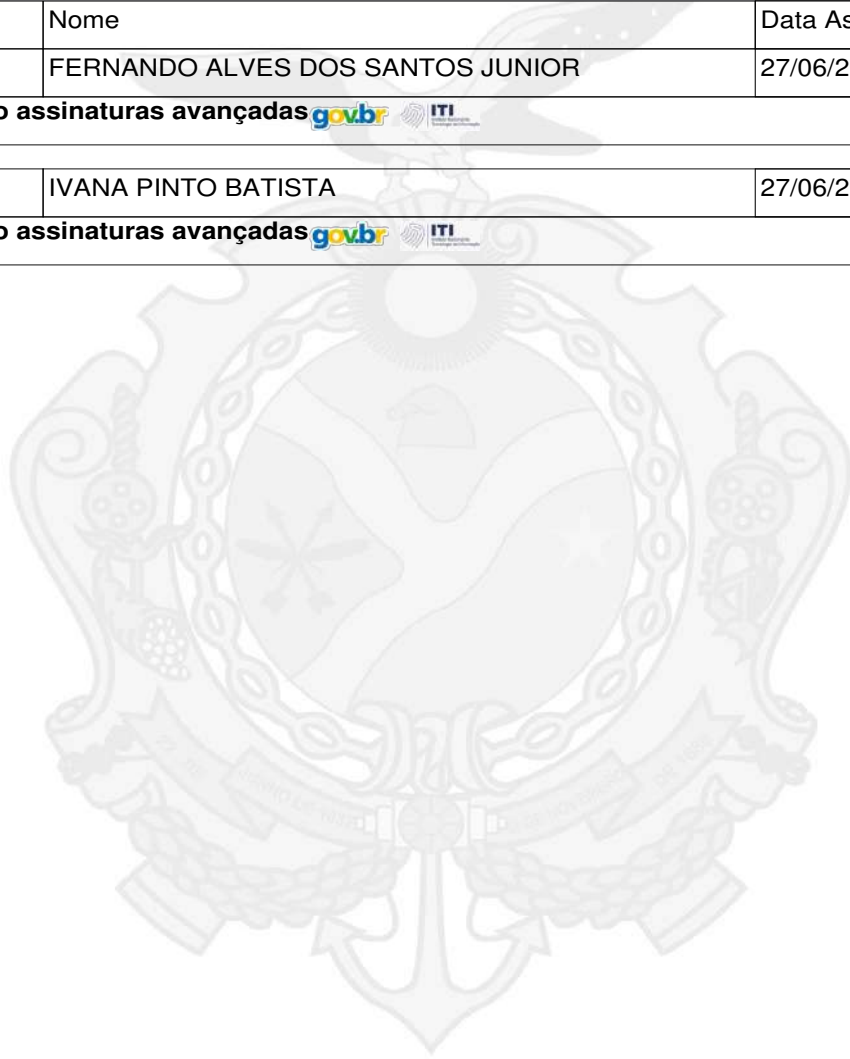 Nome Data As
FERNANDO ALVES DOS SANTOS JUNIOR 27/06/2
o assinaturas avançadas gov.br ITI
IVANA PINTO BATISTA 27/06/2
o assinaturas avançadas gov.br ITI